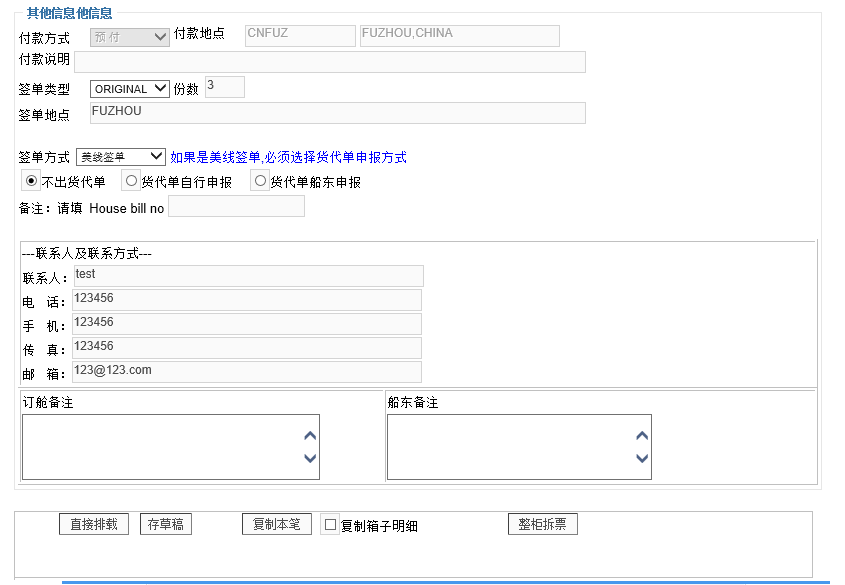 其他信息他信息
付款方式 预付 付款地点 CNFUZ FUZHOU,CHINA
付款说明
签单类型 ORIGINAL 份数 3
签单地点 FUZHOU
签单方式 美线签单 如果是美线签单,必须选择货代单申报方式
不出货代单 货代单自行申报 货代单船东申报
备注：请填 House bill no
---联系人及联系方式---
联系人： test
电 话： 123456
手 机： 123456
传 真： 123456
邮 箱： 123@123.com
订舱备注 船东备注
直接排载 存草稿 复制本笔 复制箱子明细 整柜拆票